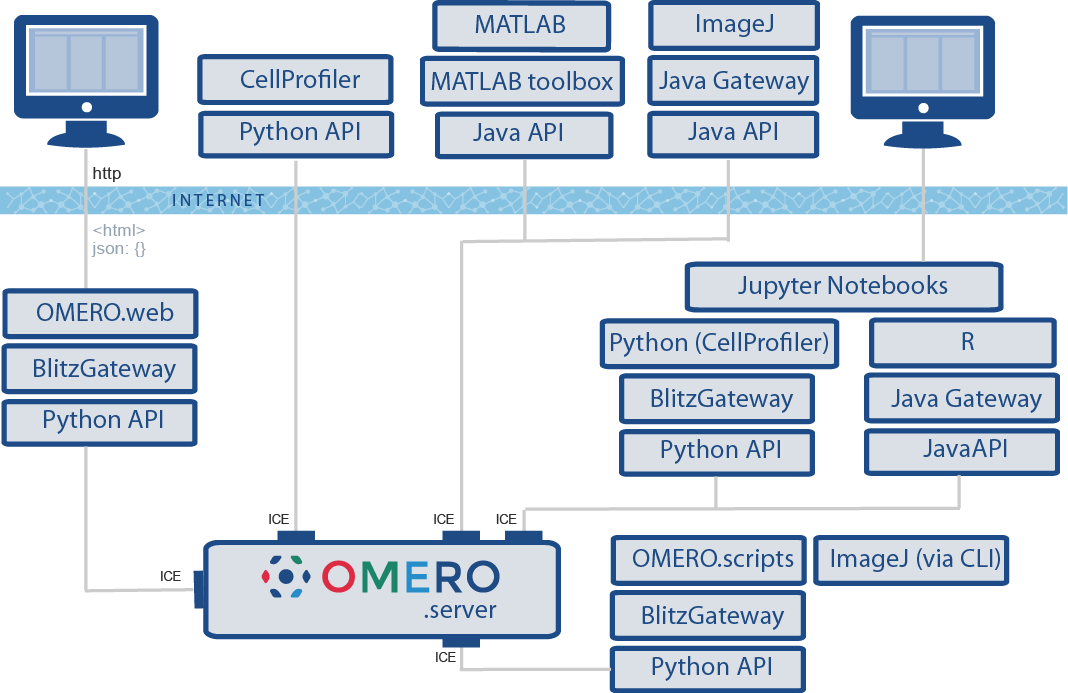 MATLAB
ImageJ
CellProfiler
MATLAB toolbox
Java Gateway
Python API
Java API
Java API
http
INTERNET
<html>
json: {}
Jupyter Notebooks
OMERO.web
Python (CellProfiler)
R
BlitzGateway
BlitzGateway
Java Gateway
Python API
Python API
JavaAPI
ICE
ICE
ICE
OMERO.scripts
ImageJ (via CLI)
ICE
OMERO
.server
BlitzGateway
ICE
Python API